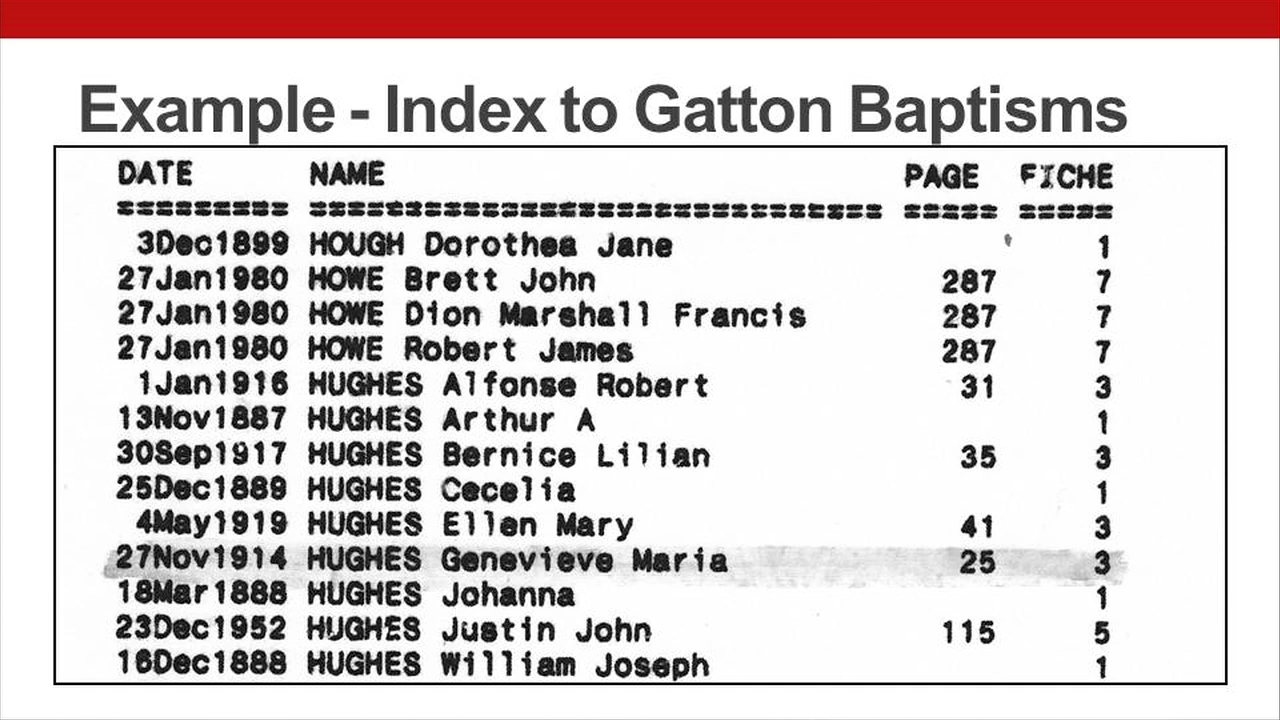 Example - Index to Gatton Baptisms
DATE NAME PAGE FICHE
========= ============================== ===== =====
3Dec1899 HOUGH Dorothea Jane 1
27Jan1980 HOWE Brett John 287 7
27Jan1980 HOWE Dion Marshall Francis 287 7
27Jan1980 HOWE Robert James 287 7
1Jan1916 HUGHES Alfonse Robert 31 3
13Nov1887 HUGHES Arthur A 1
30Sep1917 HUGHES Bernice Lilian 35 3
25Dec1889 HUGHES Cecelia 1
4May1919 HUGHES Ellen Mary 41 3
27Nov1914 HUGHES Genevieve Maria 25 3
18Mar1888 HUGHES Johanna 1
23Dec1952 HUGHES Justin John 115 5
16Dec1888 HUGHES William Joseph 1